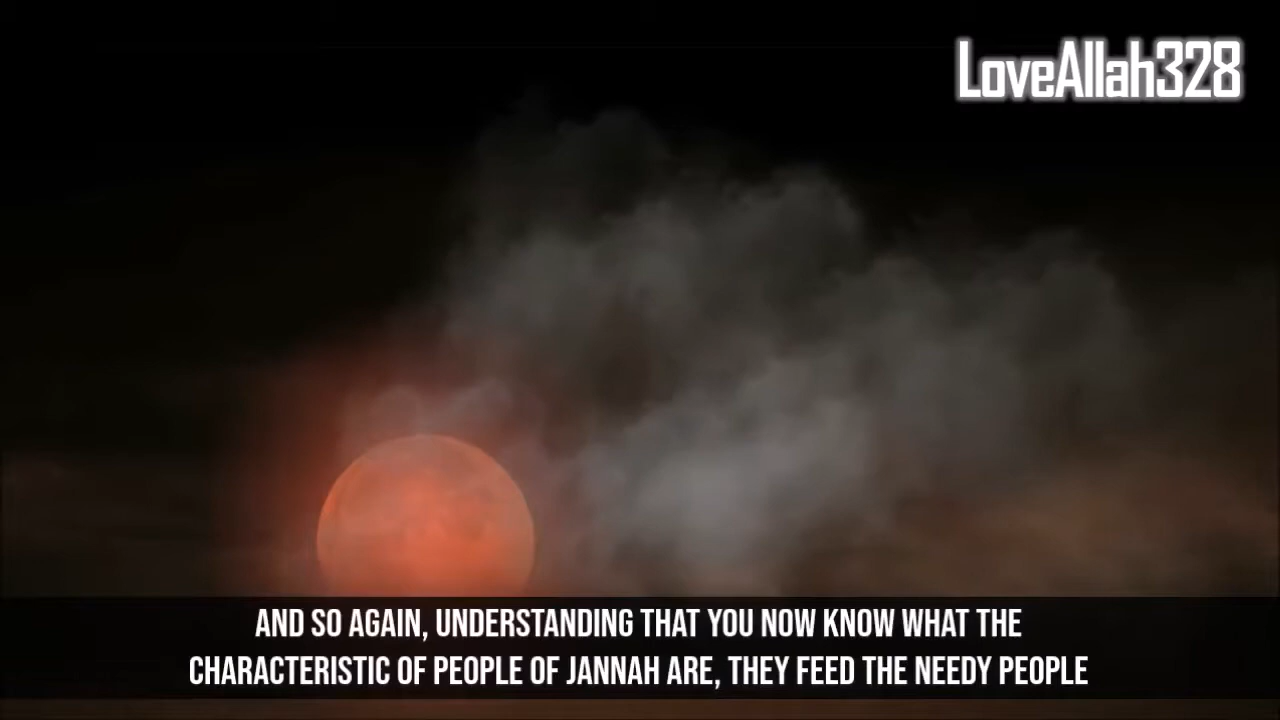 LoveAllah328
AND SO AGAIN, UNDERSTANDING THAT YOU NOW KNOW WHAT THE
CHARACTERISTIC OF PEOPLE OF JANNAH ARE, THEY FEED THE NEEDY PEOPLE